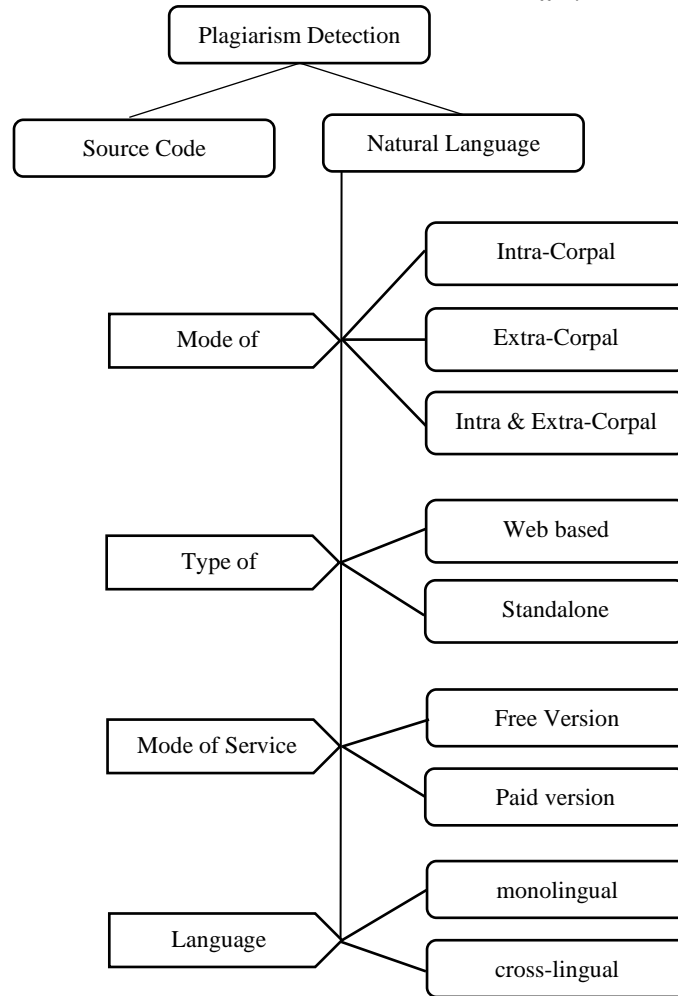 Plagiarism Detection
Source Code
Natural Language
Intra-Corpal
Mode of
Extra-Corpal
Intra & Extra-Corpal
Web based
Type of
Standalone
Free Version
Mode of Service
Paid version
monolingual
Language
cross-lingual